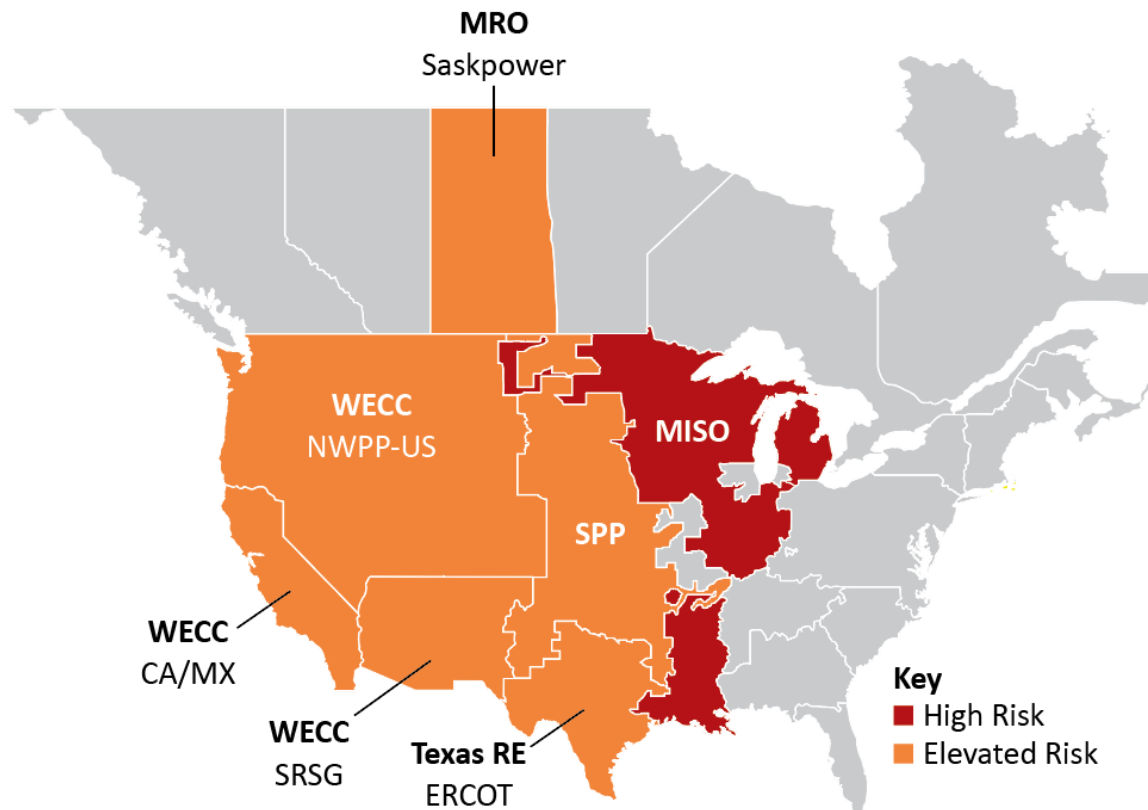 MRO
Saskpower
WECC
NWPP-US
MISO
SPP
WECC
CA/MX
WECC
SRSG
Texas RE
ERCOT
Key
High Risk
Elevated Risk